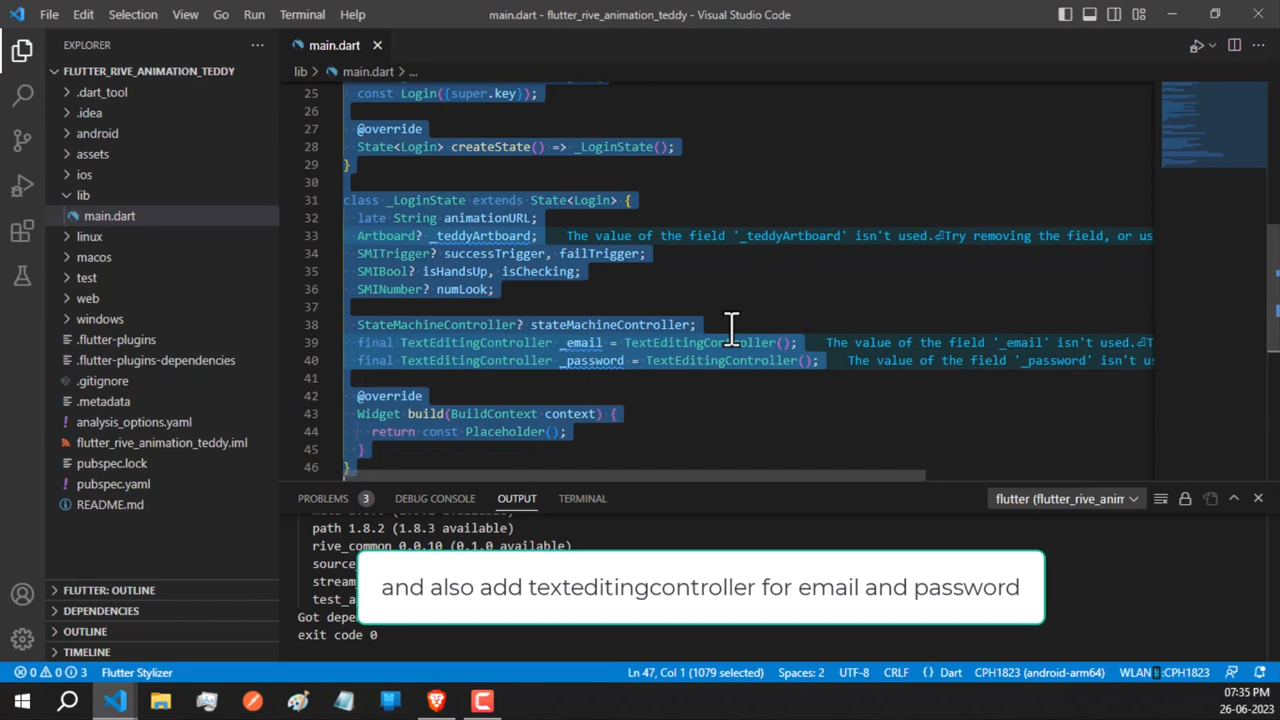 File Edit Selection View Go Run Terminal Help
main.dart - flutter_rive_animation_teddy - Visual Studio Code
EXPLORER
main.dart
FLUTTER_RIVE_ANIMATION_TEDDY
lib > main.dart > ...
.dart_tool
.idea
android
assets
ios
lib
main.dart
linux
macos
test
web
windows
.flutter-plugins
.flutter-plugins-dependencies
.gitignore
.metadata
analysis_options.yaml
flutter_rive_animation_teddy.iml
pubspec.lock
pubspec.yaml
README.md
FLUTTER: OUTLINE
DEPENDENCIES
OUTLINE
TIMELINE
25 const Login({super.key});
26
27 @override
28 State<Login> createState() => _LoginState();
29 }
30
31 class _LoginState extends State<Login> {
32 late String animationURL;
33 Artboard? _teddyArtboard; The value of the field '_teddyArtboard' isn't used.⏎Try removing the field, or us
34 SMITrigger? successTrigger, failTrigger;
35 SMIBool? isHandsUp, isChecking;
36 SMINumber? numLook;
37
38 StateMachineController? stateMachineController;
39 final TextEditingController _email = TextEditingController(); The value of the field '_email' isn't used.⏎T
40 final TextEditingController _password = TextEditingController(); The value of the field '_password' isn't us
41
42 @override
43 Widget build(BuildContext context) {
44 return const Placeholder();
45 }
46 }
PROBLEMS 3 DEBUG CONSOLE OUTPUT TERMINAL
flutter (flutter_rive_anim
path 1.8.2 (1.8.3 available)
rive_common 0.0.10 (0.1.0 available)
source_
stream_
test_a
Got depe
exit code 0
and also add texteditingcontroller for email and password
0 0 3 Flutter Stylizer
Ln 47, Col 1 (1079 selected) Spaces: 2 UTF-8 CRLF {} Dart CPH1823 (android-arm64) WLAN :CPH1823
07:35 PM
26-06-2023